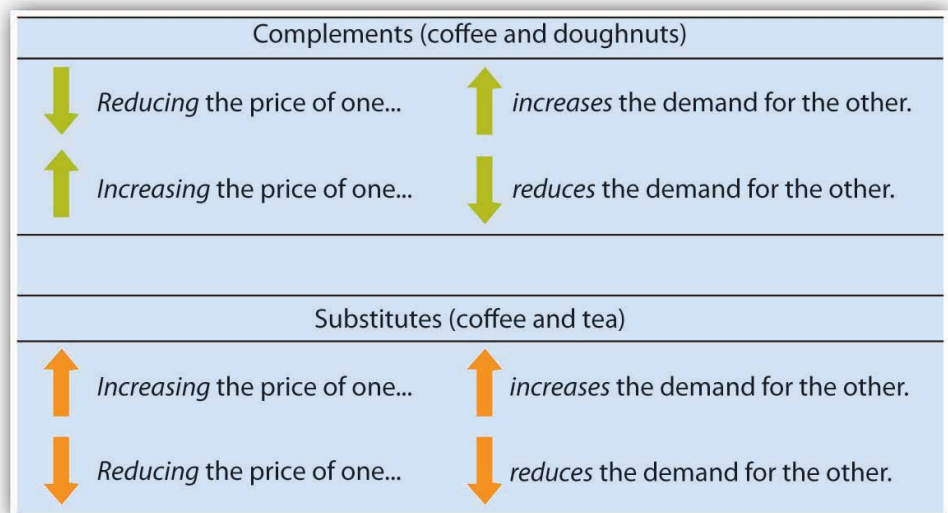 Complements (coffee and doughnuts)
Reducing the price of one... increases the demand for the other.
Increasing the price of one... reduces the demand for the other.
Substitutes (coffee and tea)
Increasing the price of one... increases the demand for the other.
Reducing the price of one... reduces the demand for the other.